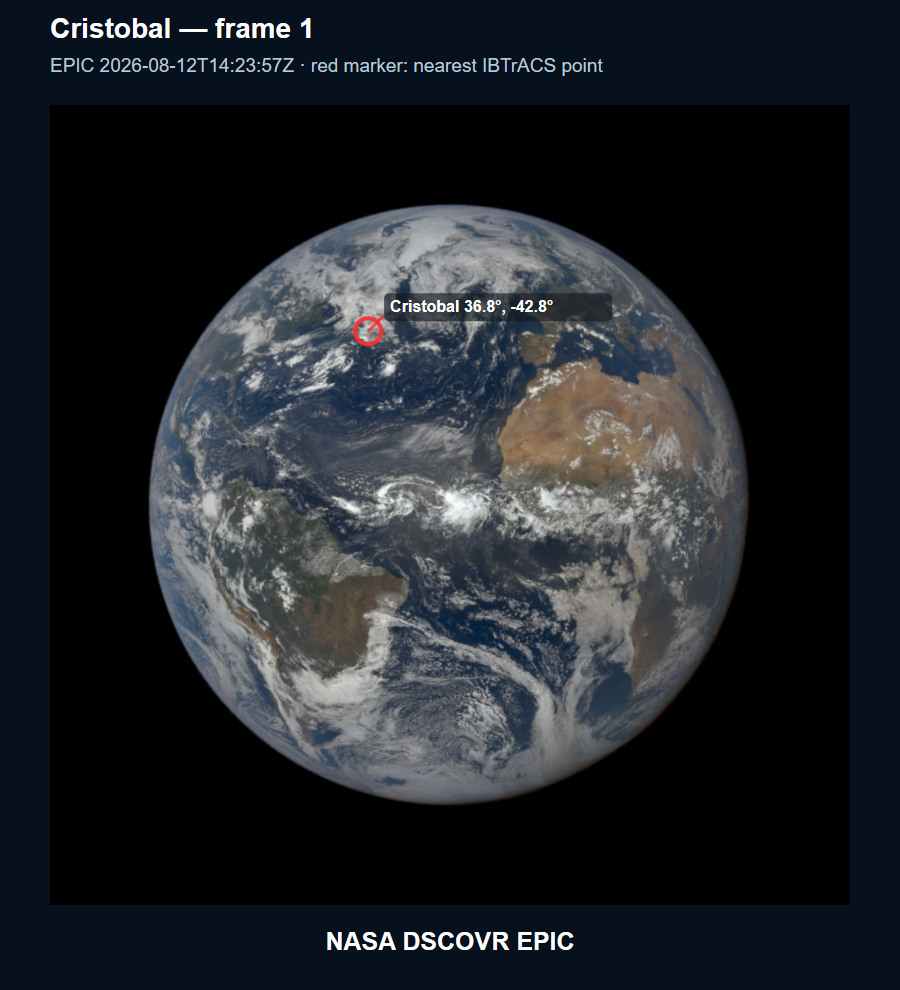 Cristobal — frame 1
EPIC 2026-08-12T14:23:57Z · red marker: nearest IBTrACS point
Cristobal 36.8°, -42.8°
NASA DSCOVR EPIC